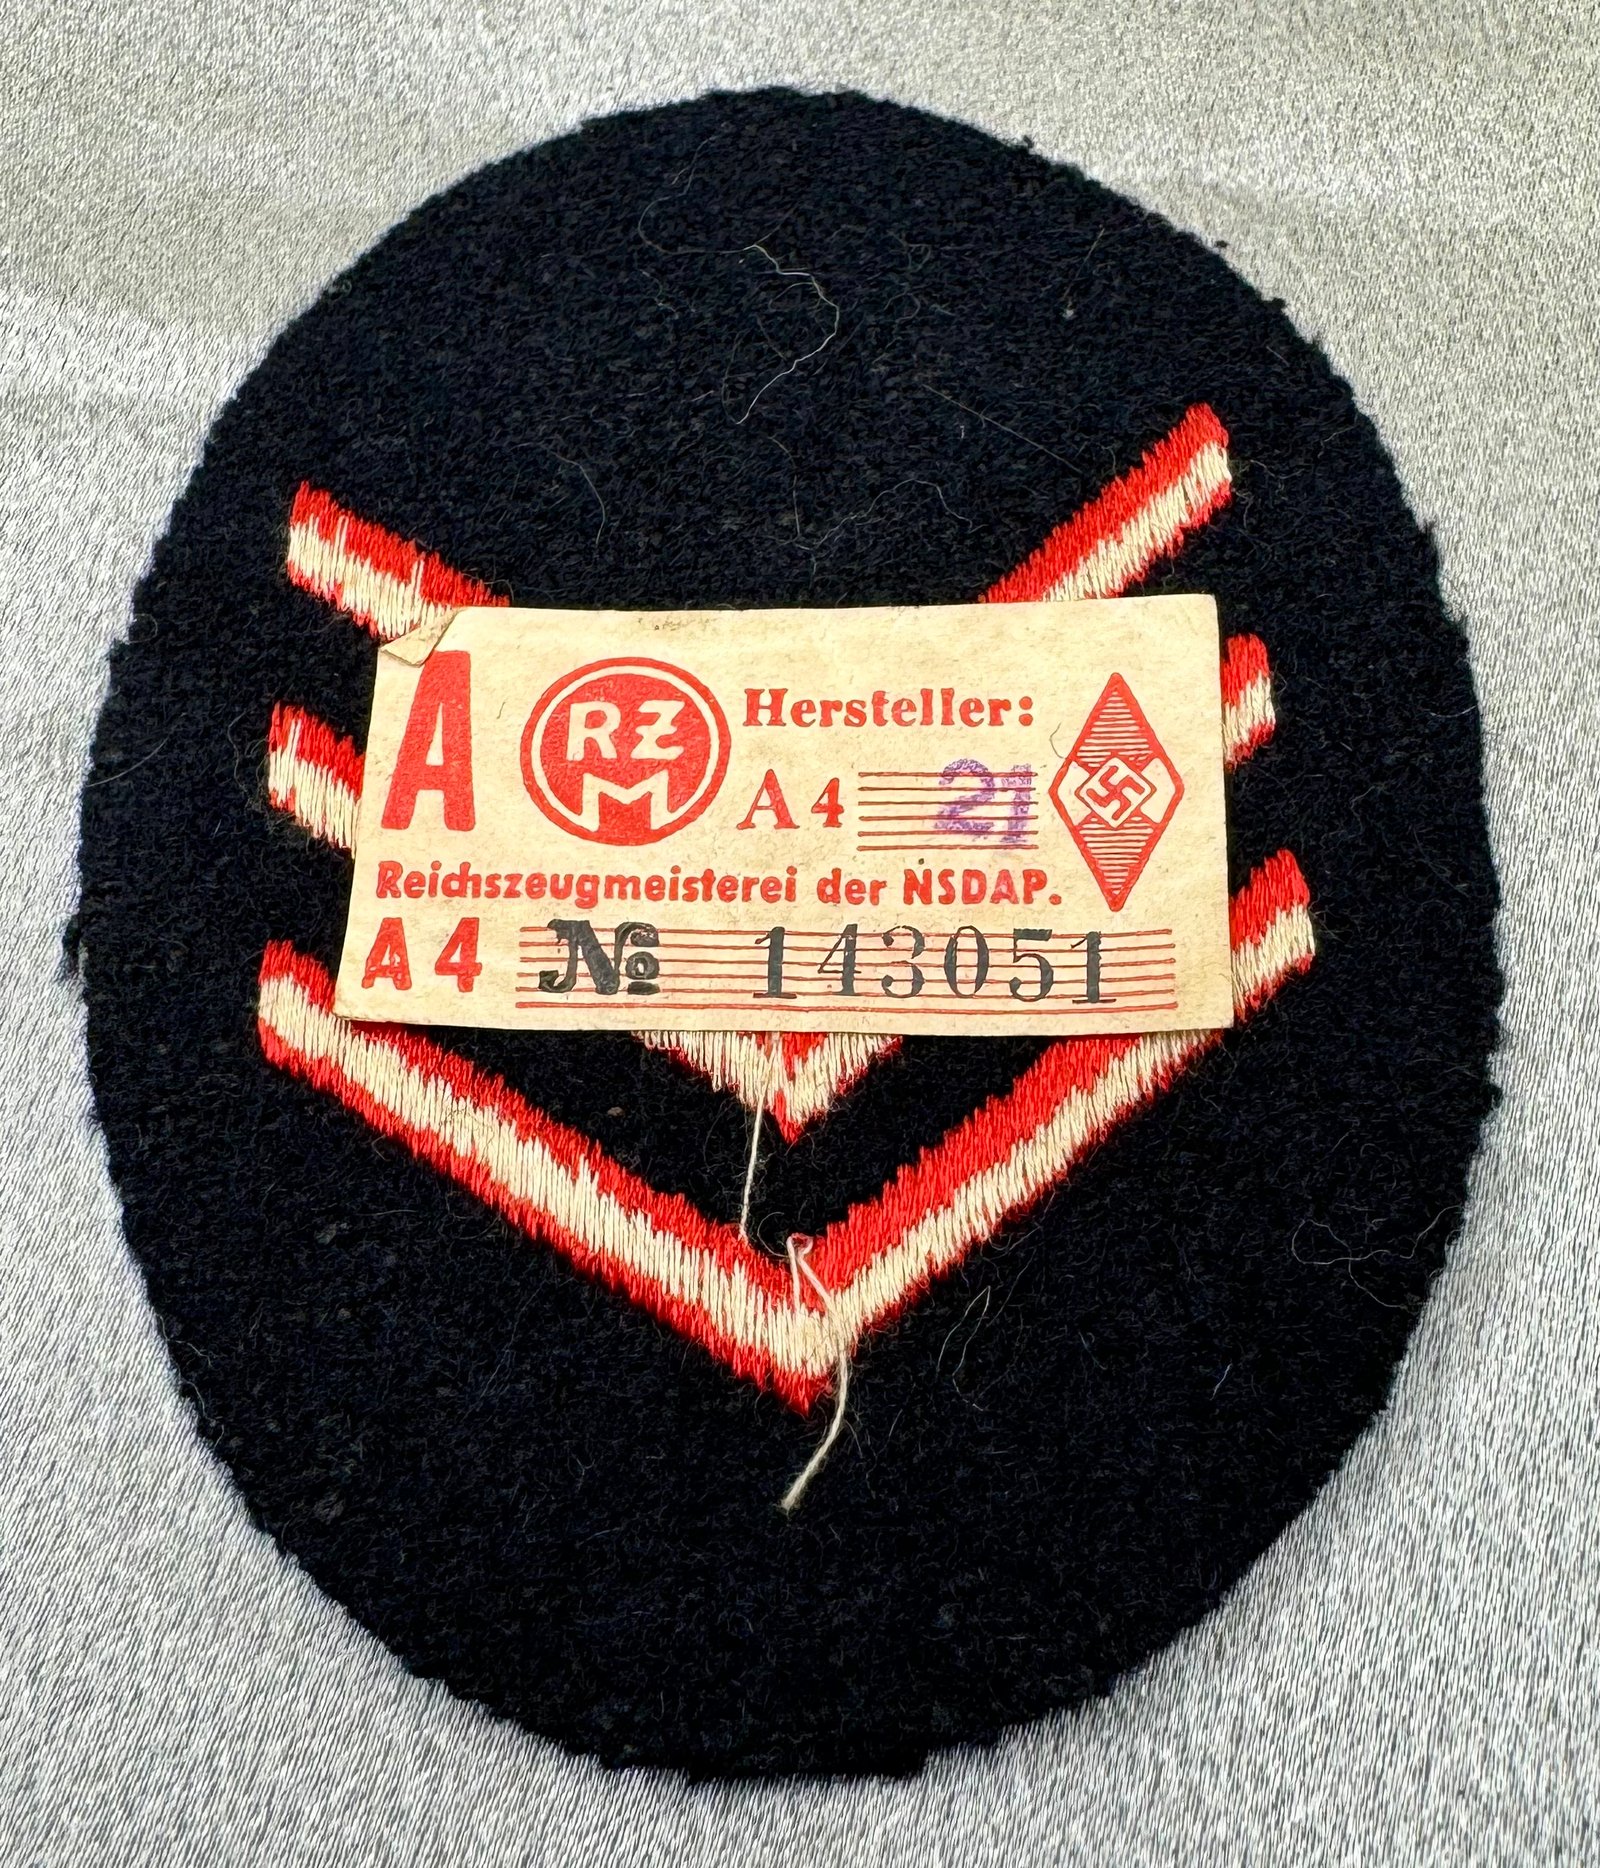 A RZM Hersteller:
A 4 21
Reichszeugmeisterei der NSDAP.
A 4 № 143051